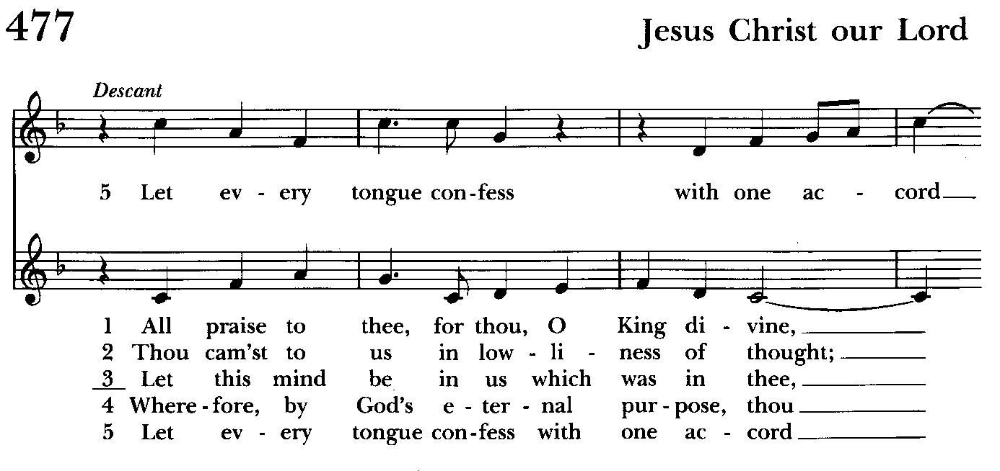 477 Jesus Christ our Lord
Descant
5 Let ev - ery tongue con - fess with one ac - cord
1 All praise to thee, for thou, O King di - vine,
2 Thou cam'st to us in low - li - ness of thought;
3 Let this mind be in us which was in thee,
4 Where - fore, by God's e - ter - nal pur - pose, thou
5 Let ev - ery tongue con - fess with one ac - cord